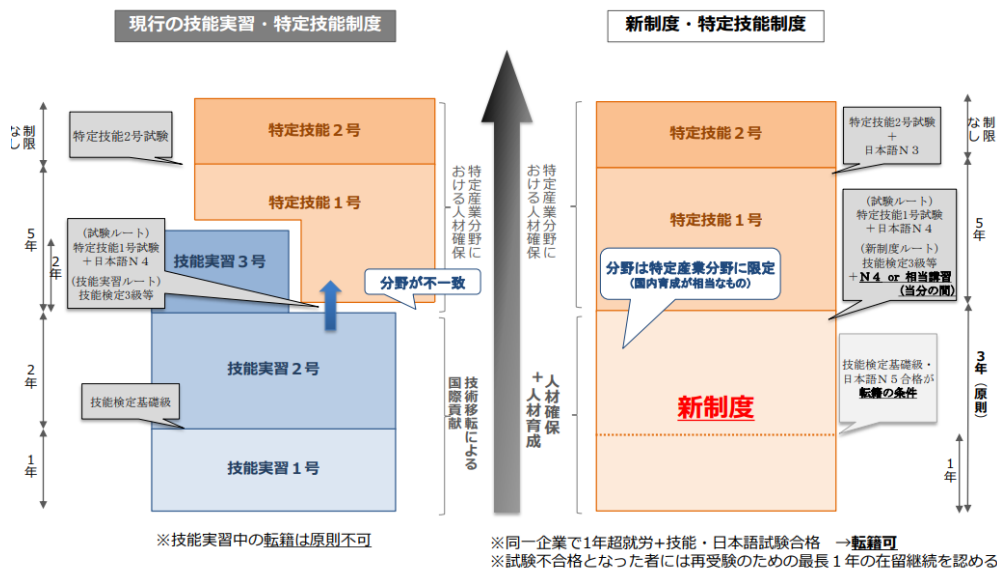 現行の技能実習・特定技能制度
制限
なし
5年
2年
2年
1年
特定技能2号試験
(試験ルート)
特定技能1号試験
+日本語N4
(技能実習ルート)
技能検定3級等
技能検定基礎級
特定技能2号
特定技能1号
技能実習3号
分野が不一致
技能実習2号
技能実習1号
特定産業分野に
おける人材確保
技術移転による
国際貢献
※技能実習中の転籍は原則不可
新制度・特定技能制度
特定産業分野に
おける人材確保
人材確保
+人材育成
特定技能2号
特定技能1号
分野は特定産業分野に限定
(国内育成が相当なもの)
新制度
特定技能2号試験
+
日本語N3
(試験ルート)
特定技能1号試験
+日本語N4
(新制度ルート)
技能検定3級等
+N4 or 相当講習
(当分の間)
技能検定基礎級・
日本語N5合格が
転籍の条件
制限
なし
5年
3年(原則)
1年
※同一企業で1年超就労+技能・日本語試験合格 →転籍可
※試験不合格となった者には再受験のための最長1年の在留継続を認める